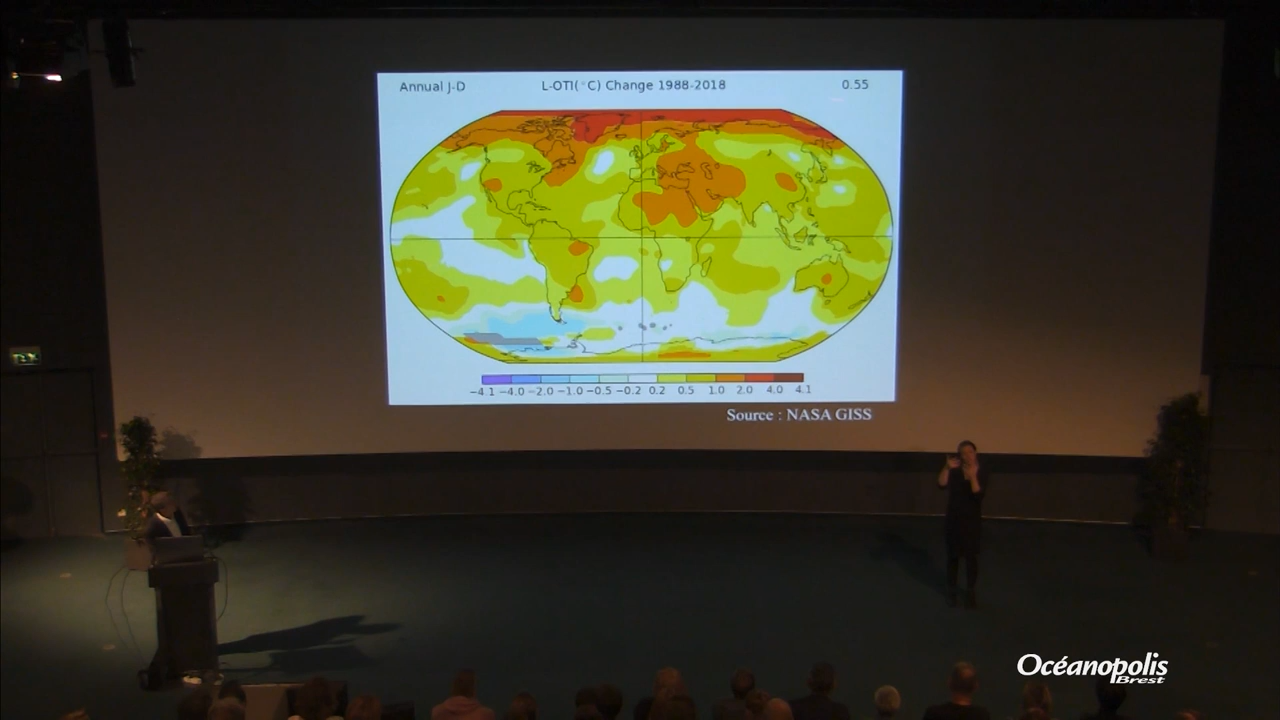 Annual J-D L-OTI(°C) Change 1988-2018 0.55
−4.1 −4.0 −2.0 −1.0 −0.5 −0.2 0.2 0.5 1.0 2.0 4.0 4.1
Source : NASA GISS
Océanopolis
Brest